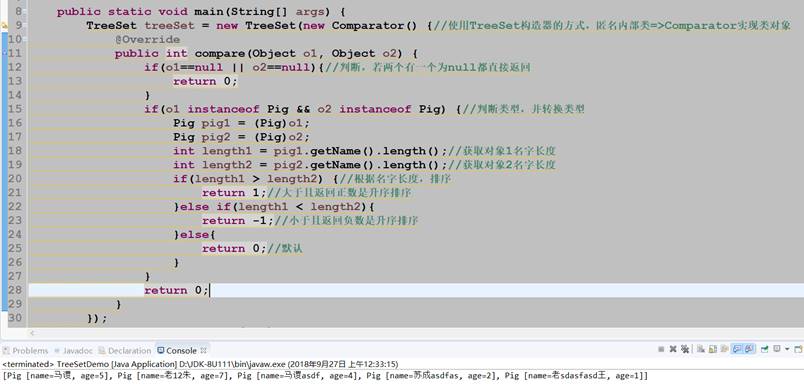 8 public static void main(String[] args) {
9 TreeSet treeSet = new TreeSet(new Comparator() {//使用TreeSet构造器的方式，匿名内部类=>Comparator实现类对象
10 @Override
11 public int compare(Object o1, Object o2) {
12 if(o1==null || o2==null){//判断，若两个有一个为null都直接返回
13 return 0;
14 }
15 if(o1 instanceof Pig && o2 instanceof Pig) {//判断类型，并转换类型
16 Pig pig1 = (Pig)o1;
17 Pig pig2 = (Pig)o2;
18 int length1 = pig1.getName().length();//获取对象1名字长度
19 int length2 = pig2.getName().length();//获取对象2名字长度
20 if(length1 > length2) {//根据名字长度，排序
21 return 1;//大于且返回正数是升序排序
22 }else if(length1 < length2){
23 return -1;//小于且返回负数是升序排序
24 }else{
25 return 0;//默认
26 }
27 }
28 return 0;
29 }
30 });
Problems Javadoc Declaration Console
<terminated> TreeSetDemo [Java Application] D:\JDK-8U111\bin\javaw.exe (2018年9月27日 上午12:33:15)
[Pig [name=马谡, age=5], Pig [name=老12朱, age=7], Pig [name=马谡asdf, age=4], Pig [name=苏成asdfas, age=2], Pig [name=老sdasfasd王, age=1]]